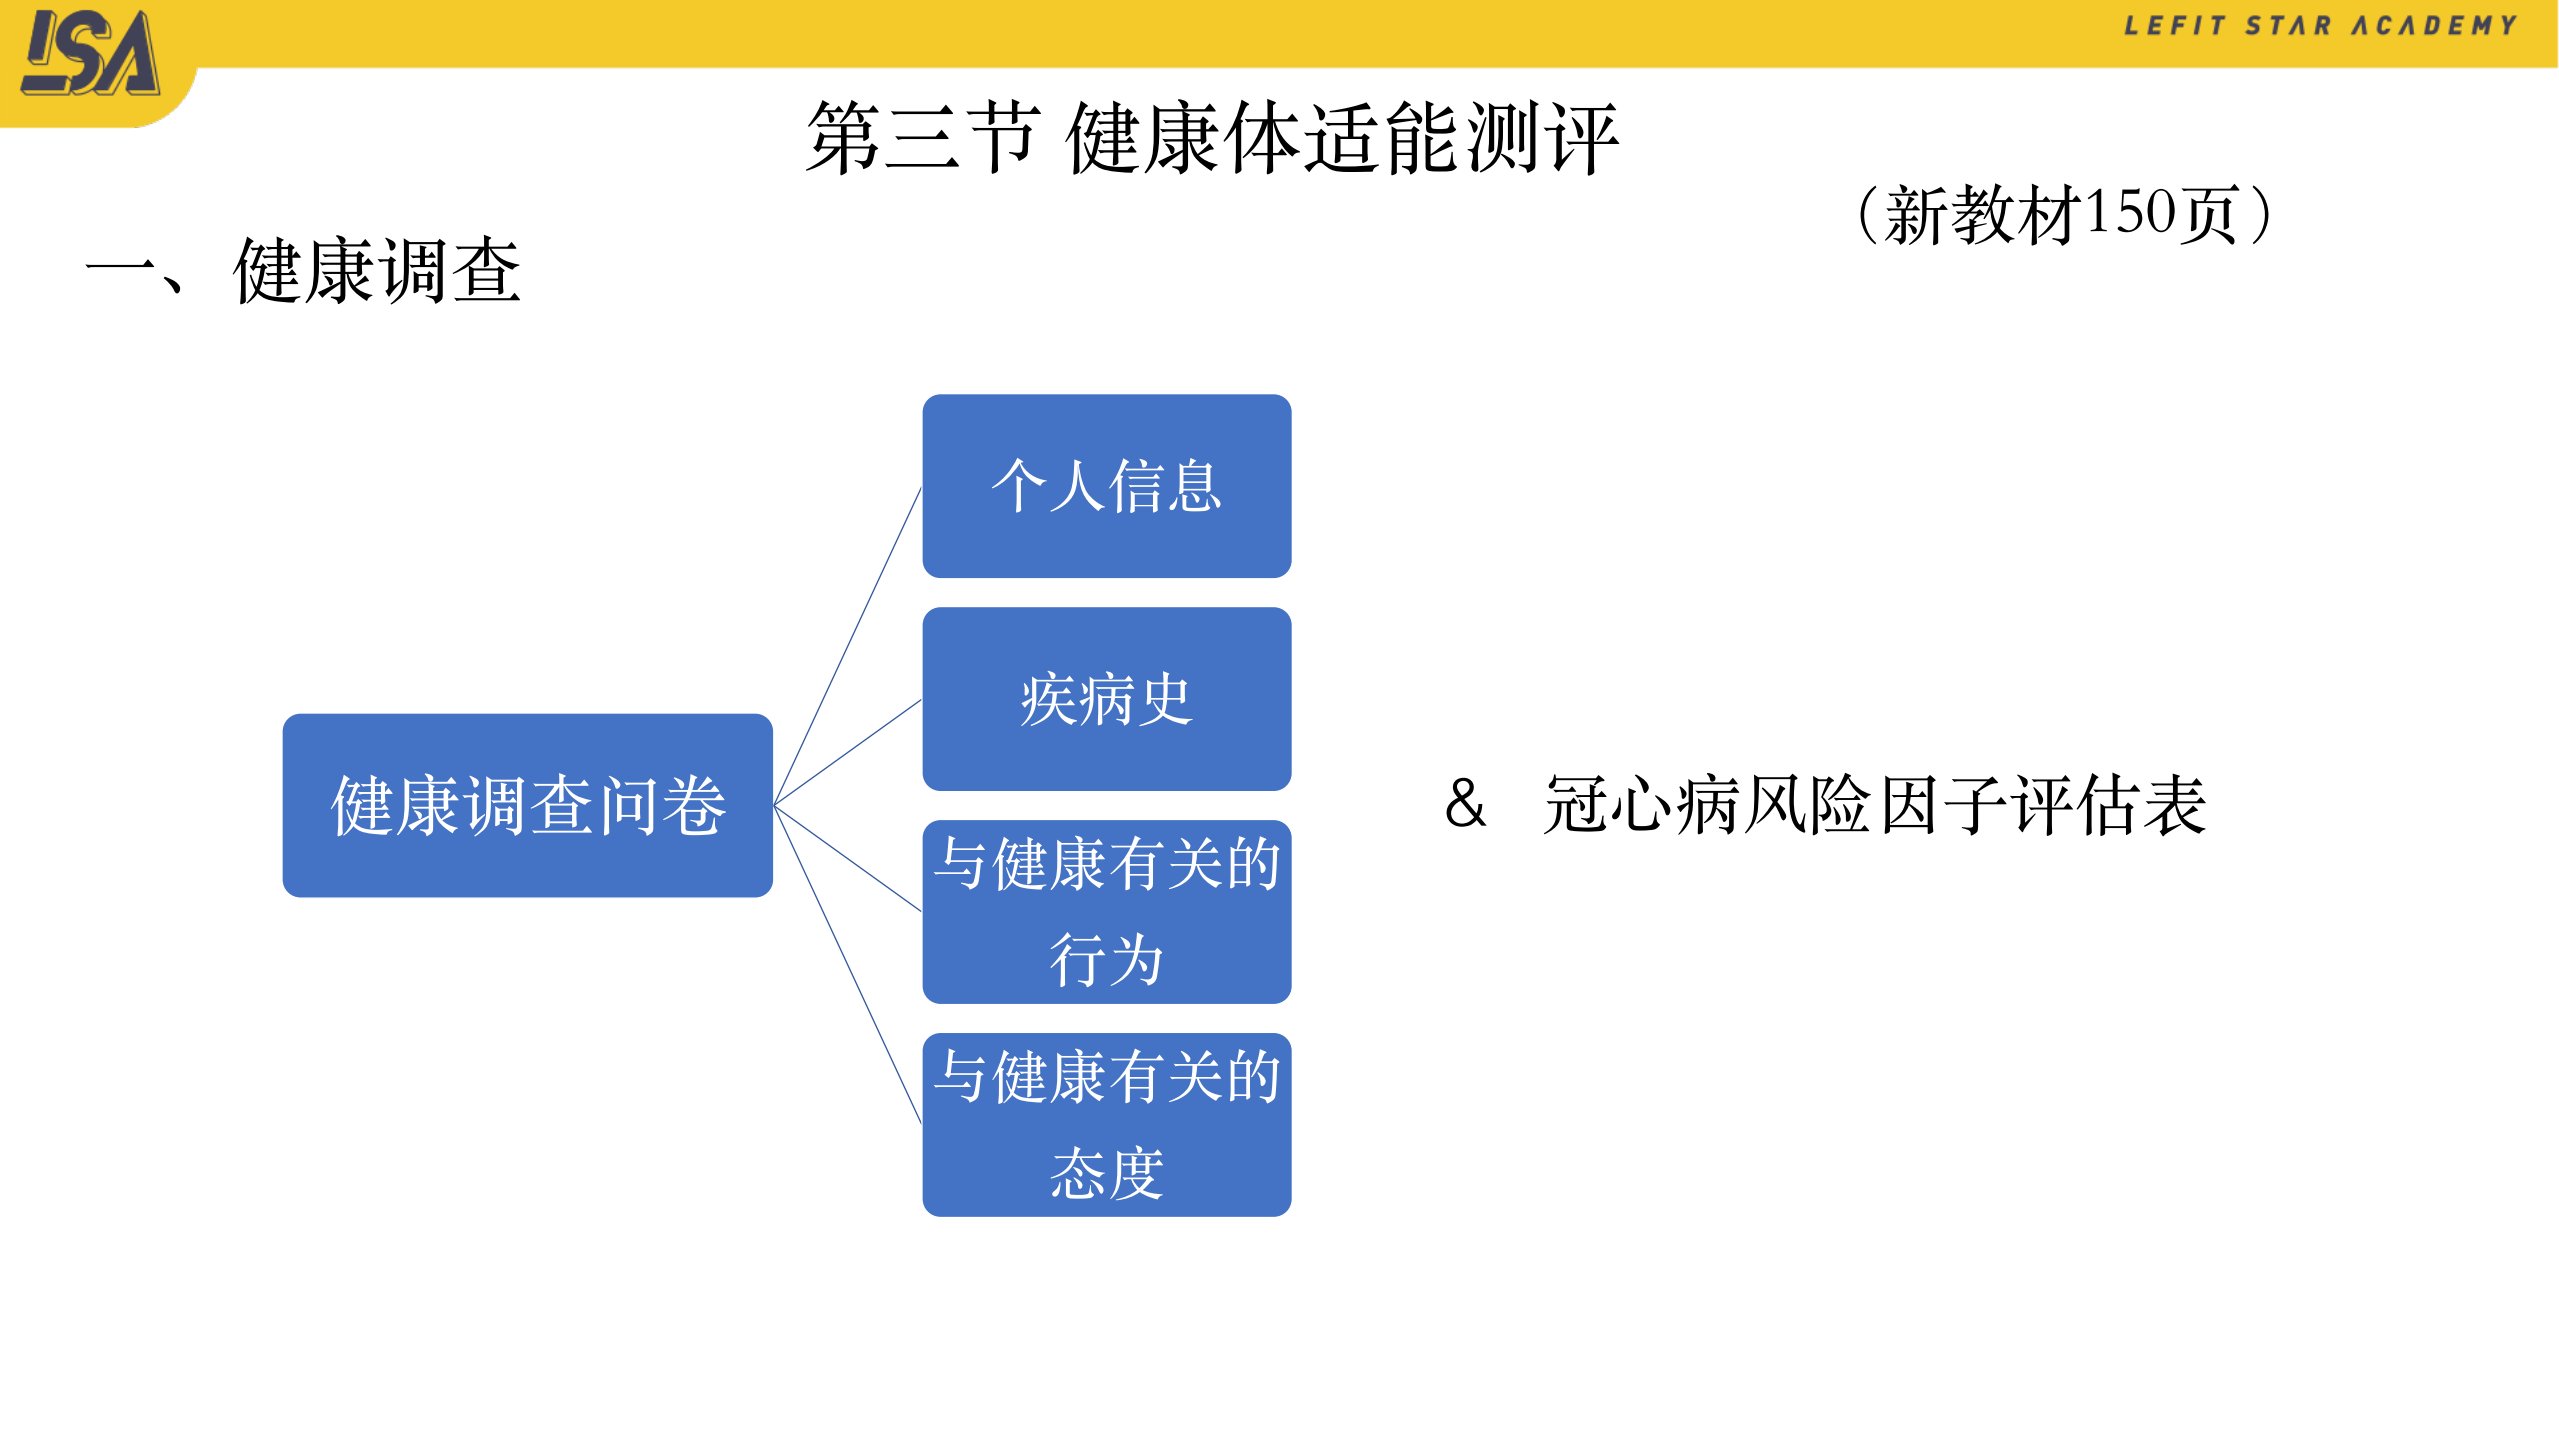 LSA
LEFIT STAR ACADEMY
第三节 健康体适能测评
（新教材150页）
一、健康调查
个人信息
疾病史
健康调查问卷
与健康有关的
行为
与健康有关的
态度
& 冠心病风险因子评估表